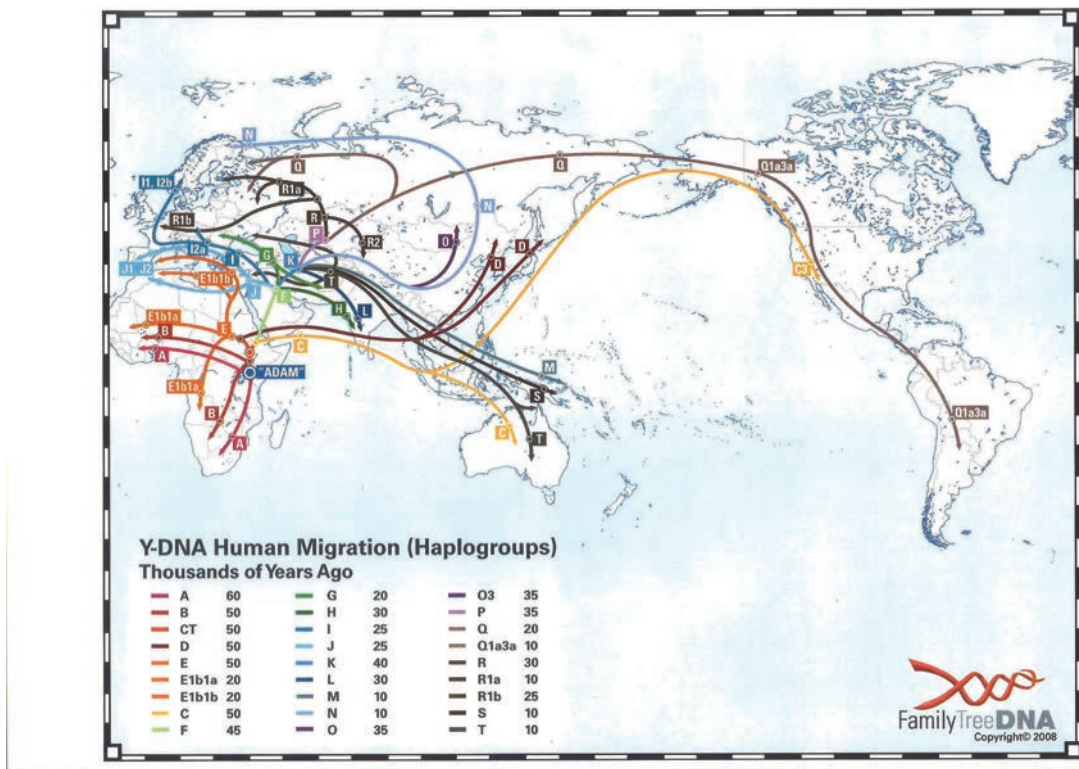 N
Q
Q
Q1a3a
I1, I2b
R1a
N
R1b
R
P
R2
O
D
D
I2a
I
G
K
J1, J2
E1b1b
J
F
T
C3
H
L
E1b1a
B
E
C
A
"ADAM"
M
E1b1a
S
B
C
T
A
Q1a3a
Y-DNA Human Migration (Haplogroups)
Thousands of Years Ago
A 60
B 50
CT 50
D 50
E 50
E1b1a 20
E1b1b 20
C 50
F 45
G 20
H 30
I 25
J 25
K 40
L 30
M 10
N 10
O 35
O3 35
P 35
Q 20
Q1a3a 10
R 30
R1a 10
R1b 25
S 10
T 10
FamilyTreeDNA
Copyright© 2008